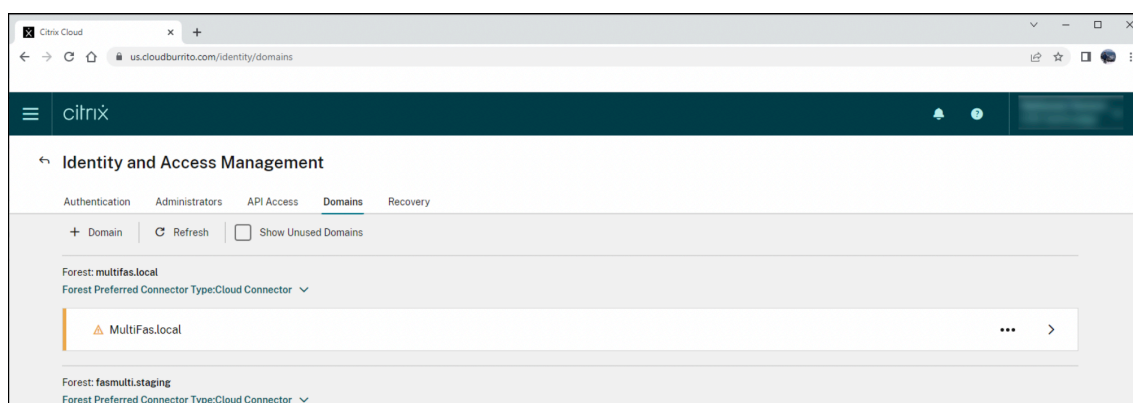 Citrix Cloud
us.cloudburrito.com/identity/domains
citrix
Identity and Access Management
Authentication Administrators API Access Domains Recovery
+ Domain Refresh Show Unused Domains
Forest: multifas.local
Forest Preferred Connector Type:Cloud Connector
MultiFas.local
Forest: fasmulti.staging
Forest Preferred Connector Type:Cloud Connector